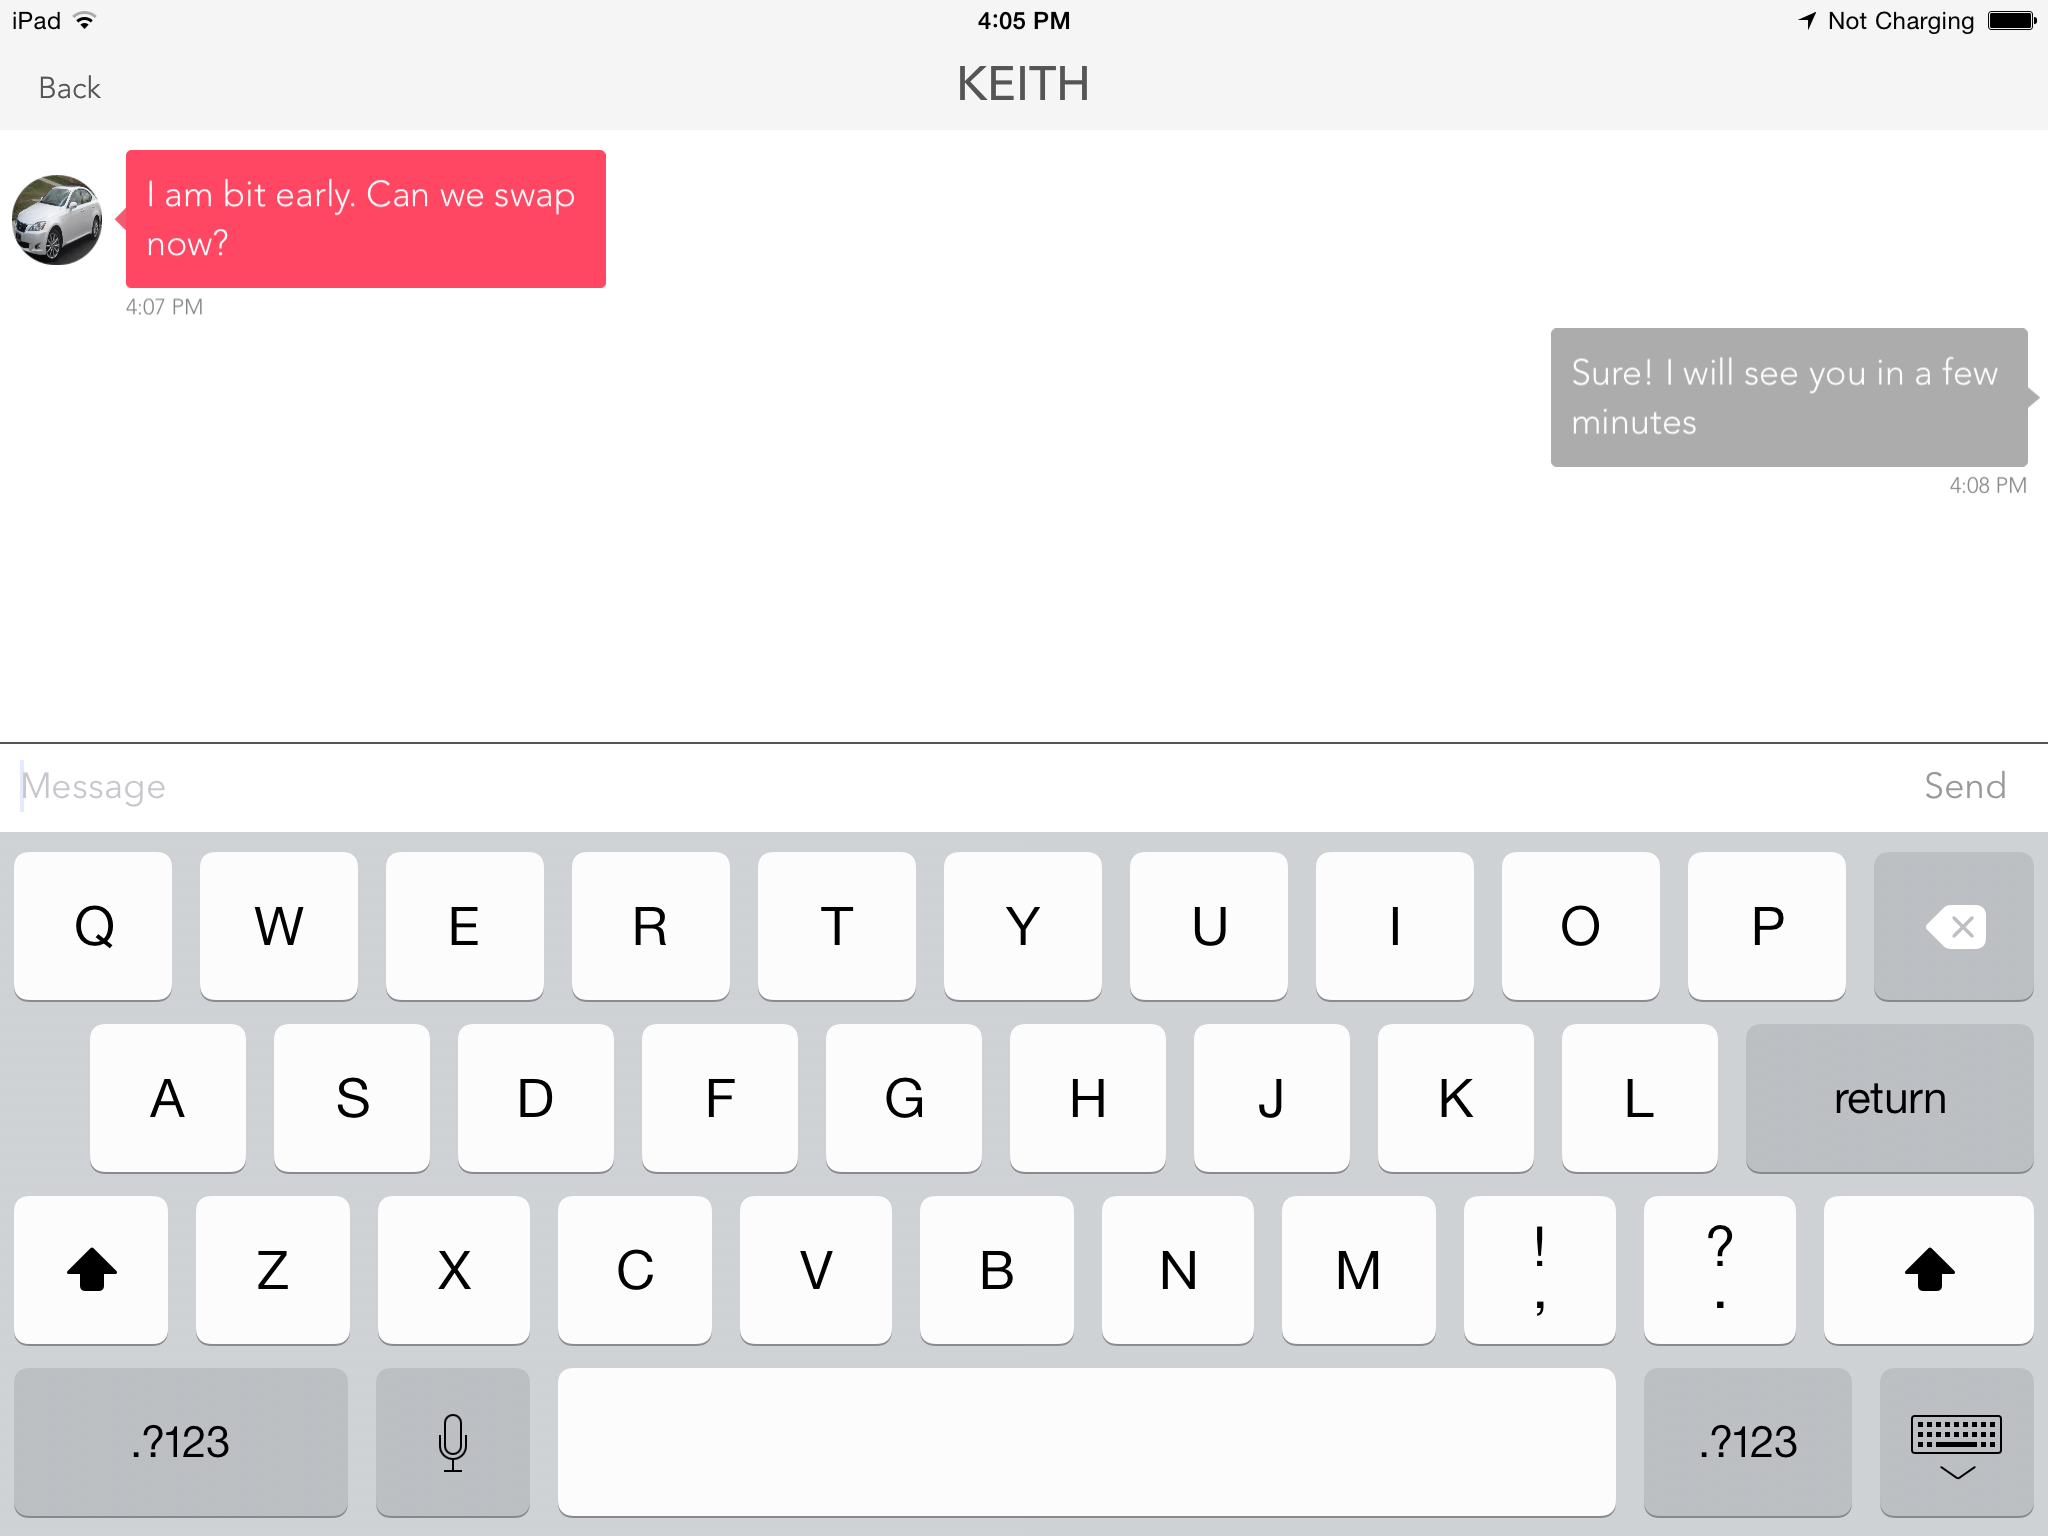 iPad 4:05 PM Not Charging
Back KEITH
I am bit early. Can we swap
now?
4:07 PM
Sure! I will see you in a few
minutes
4:08 PM
Message Send
Q W E R T Y U I O P
A S D F G H J K L return
Z X C V B N M ! , ? .
.?123 .?123